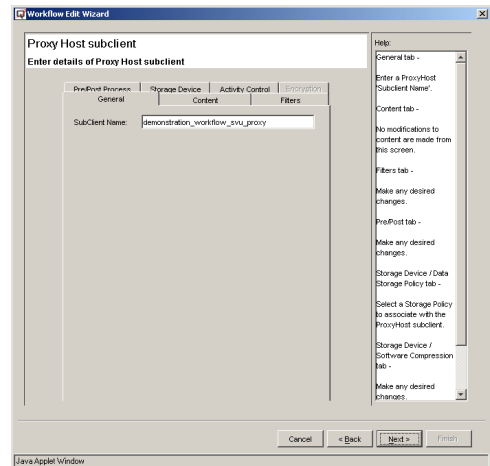 Workflow Edit Wizard
Proxy Host subclient
Enter details of Proxy Host subclient
Pre/Post Process
Storage Device
Activity Control
Encryption
General
Content
Filters
SubClient Name:
demonstration_workflow_svu_proxy
Help:
General tab -
Enter a ProxyHost
'Subclient Name'.
Content tab -
No modifications to
content are made from
this screen.
Filters tab -
Make any desired
changes.
Pre/Post tab -
Make any desired
changes.
Storage Device / Data
Storage Policy tab -
Select a Storage Policy
to associate with the
ProxyHost subclient.
Storage Device /
Software Compression
tab -
Make any desired
changes.
Cancel
« Back
Next »
Finish
Java Applet Window